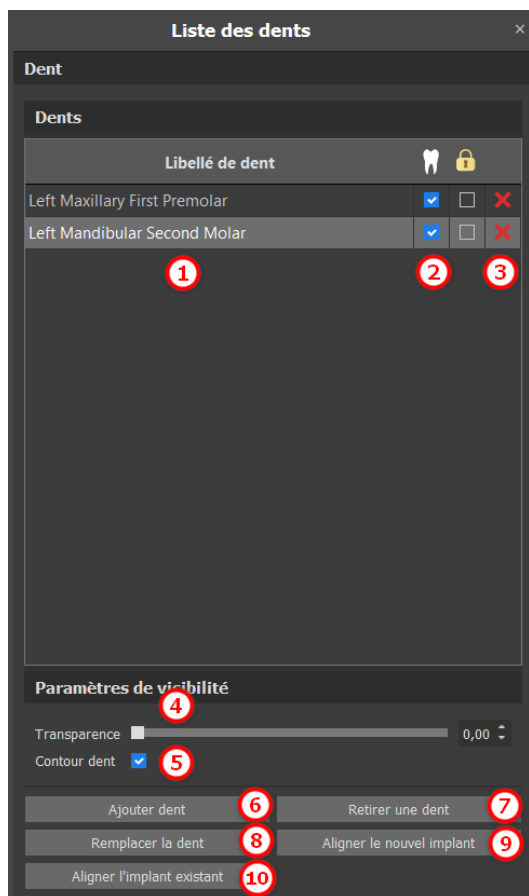 Liste des dents ×
Dent
Dents
Libellé de dent
Left Maxillary First Premolar
Left Mandibular Second Molar
1 2 3
Paramètres de visibilité
4
Transparence 0,00
Contour dent 5
Ajouter dent 6 Retirer une dent 7
Remplacer la dent 8 Aligner le nouvel implant 9
Aligner l'implant existant 10